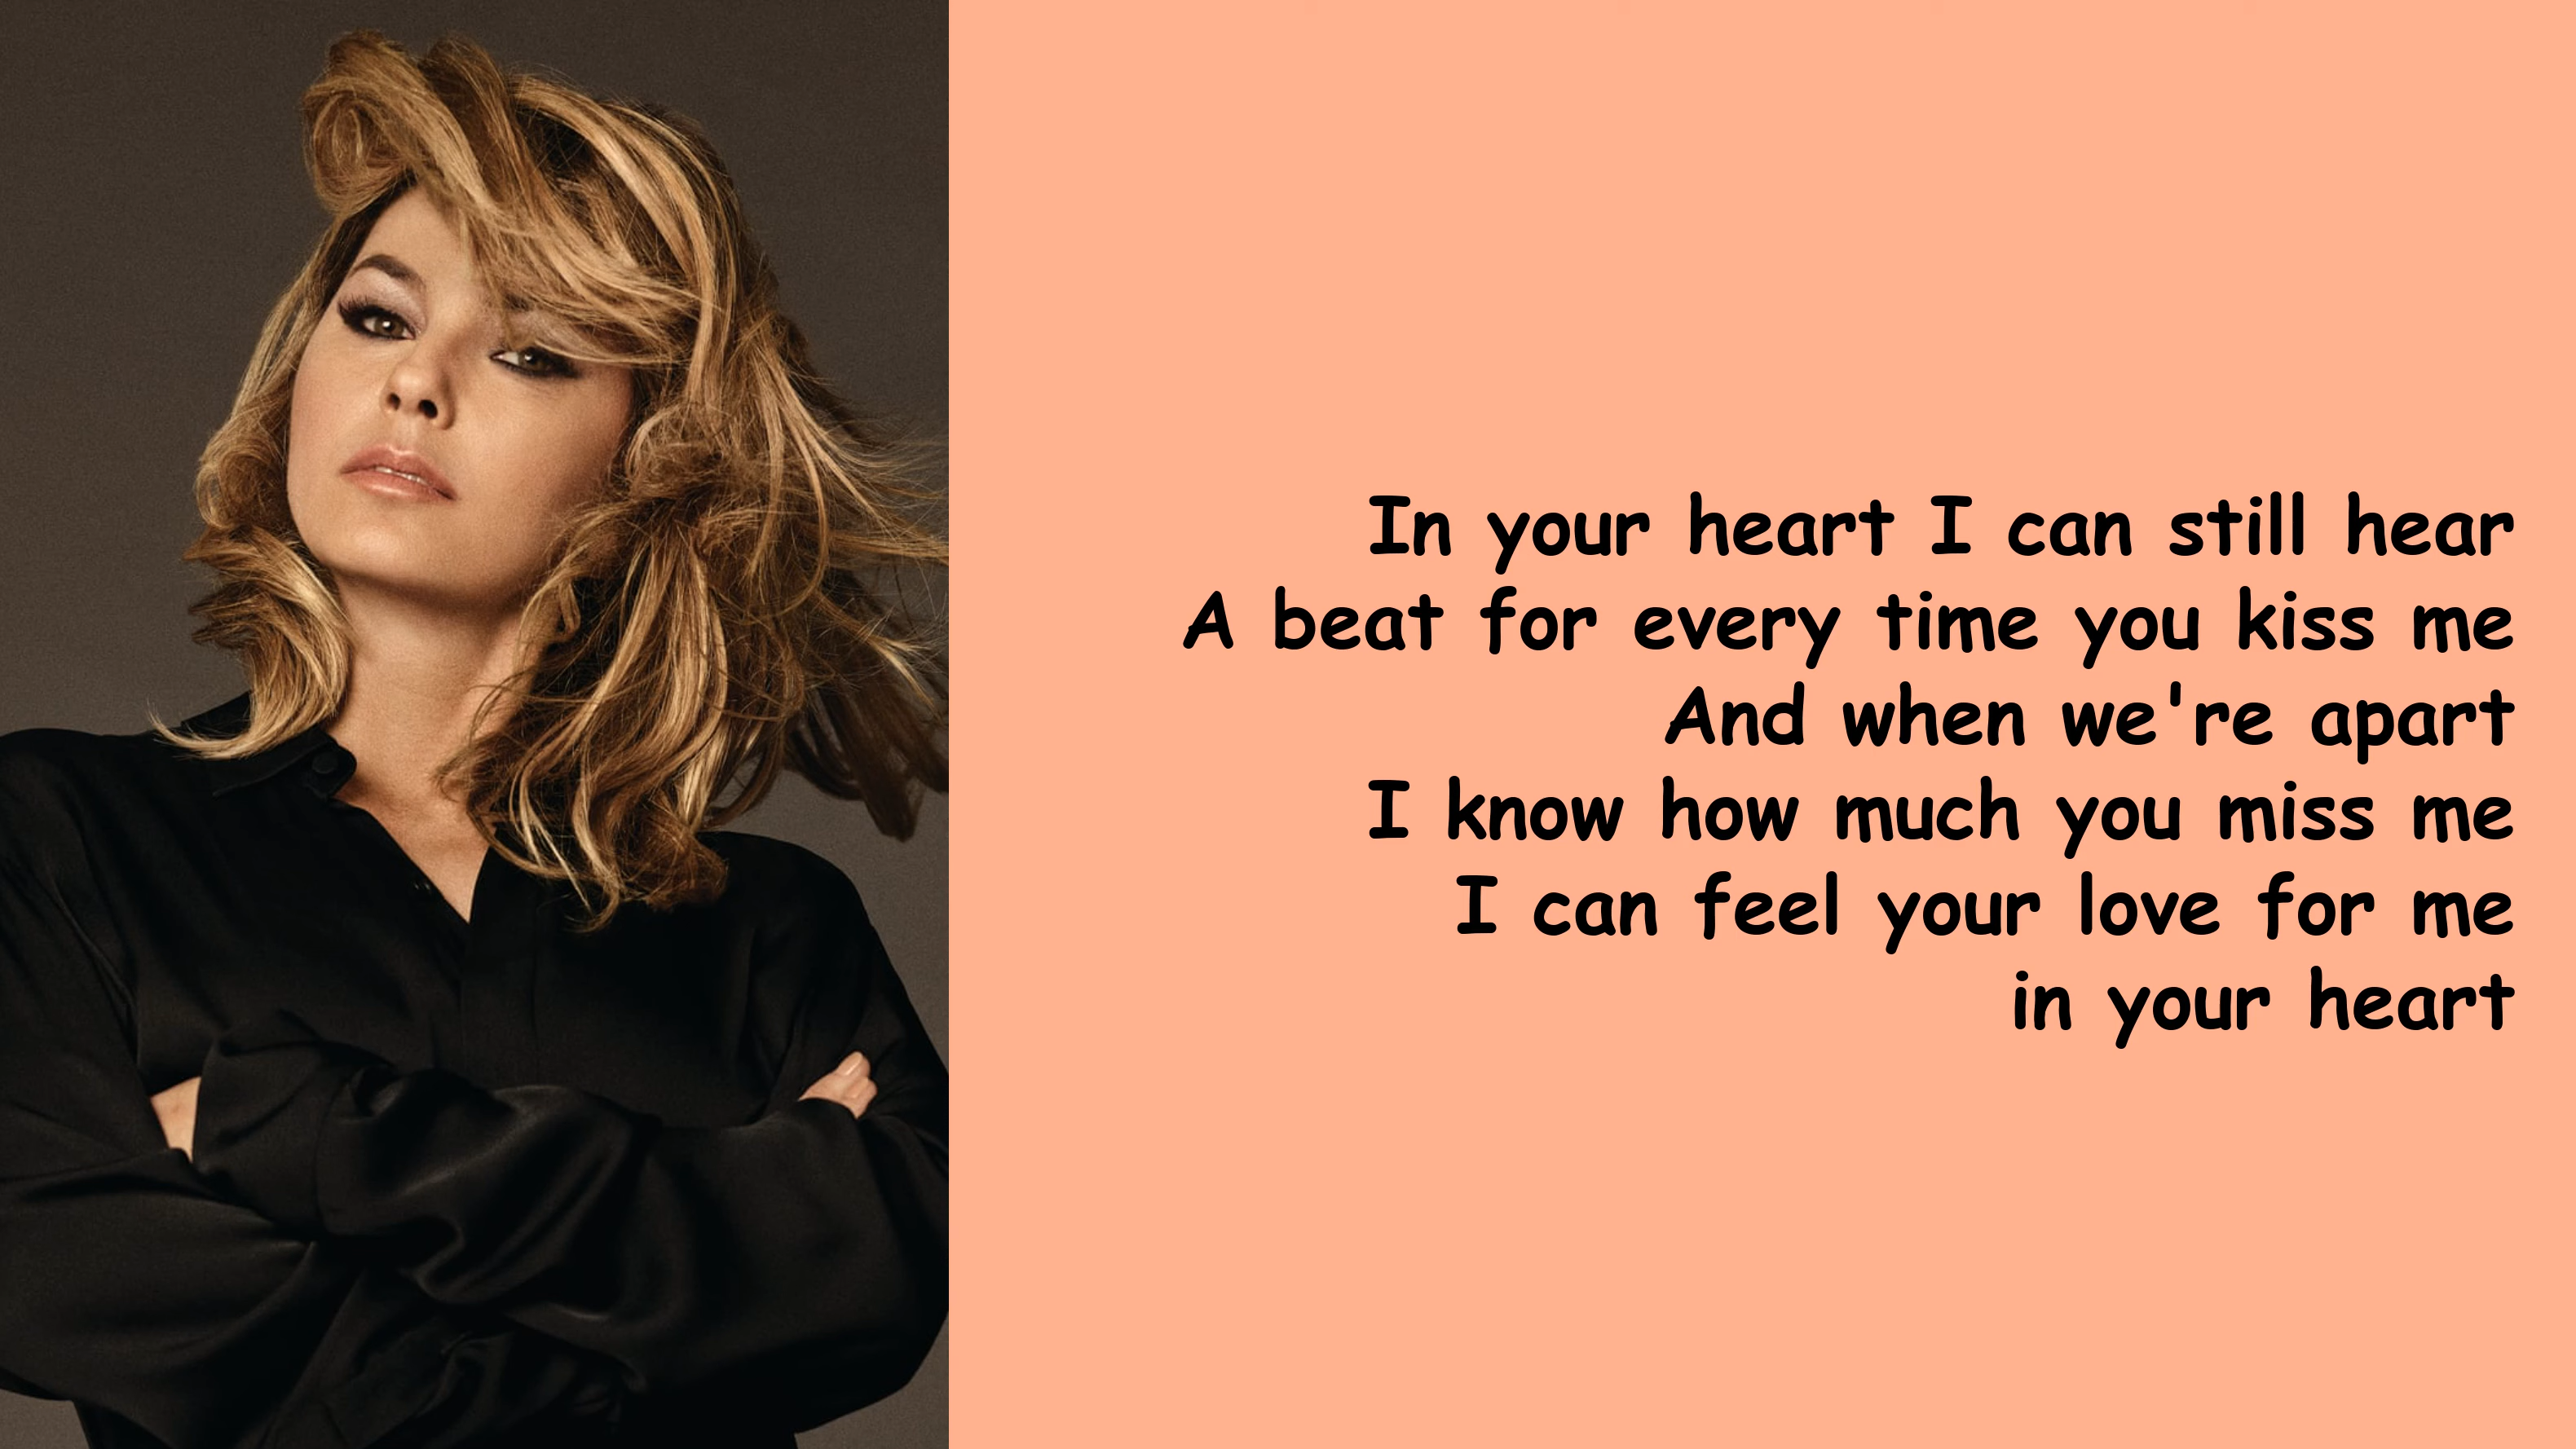 In your heart I can still hear
A beat for every time you kiss me
And when we're apart
I know how much you miss me
I can feel your love for me
in your heart